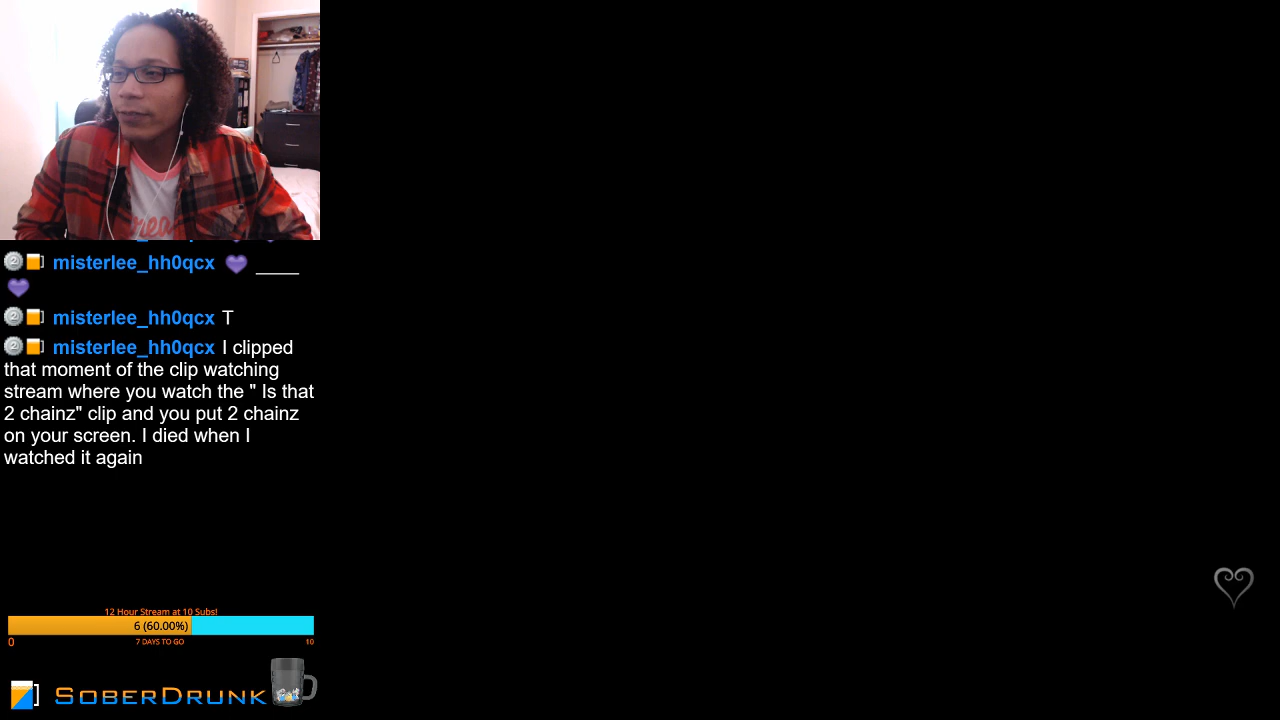 misterlee_hh0qcx 💜 ____
💜
misterlee_hh0qcx T
misterlee_hh0qcx I clipped
that moment of the clip watching
stream where you watch the " Is that
2 chainz" clip and you put 2 chainz
on your screen. I died when I
watched it again
12 Hour Stream at 10 Subs!
6 (60.00%)
0 7 DAYS TO GO 10
SOBERDRUNK